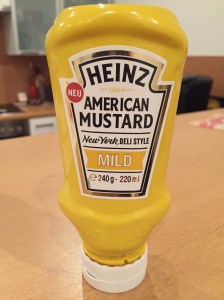 HEINZ
NEU
AMERICAN
MUSTARD
New York DELI STYLE
MILD
e 240 g - 220 ml